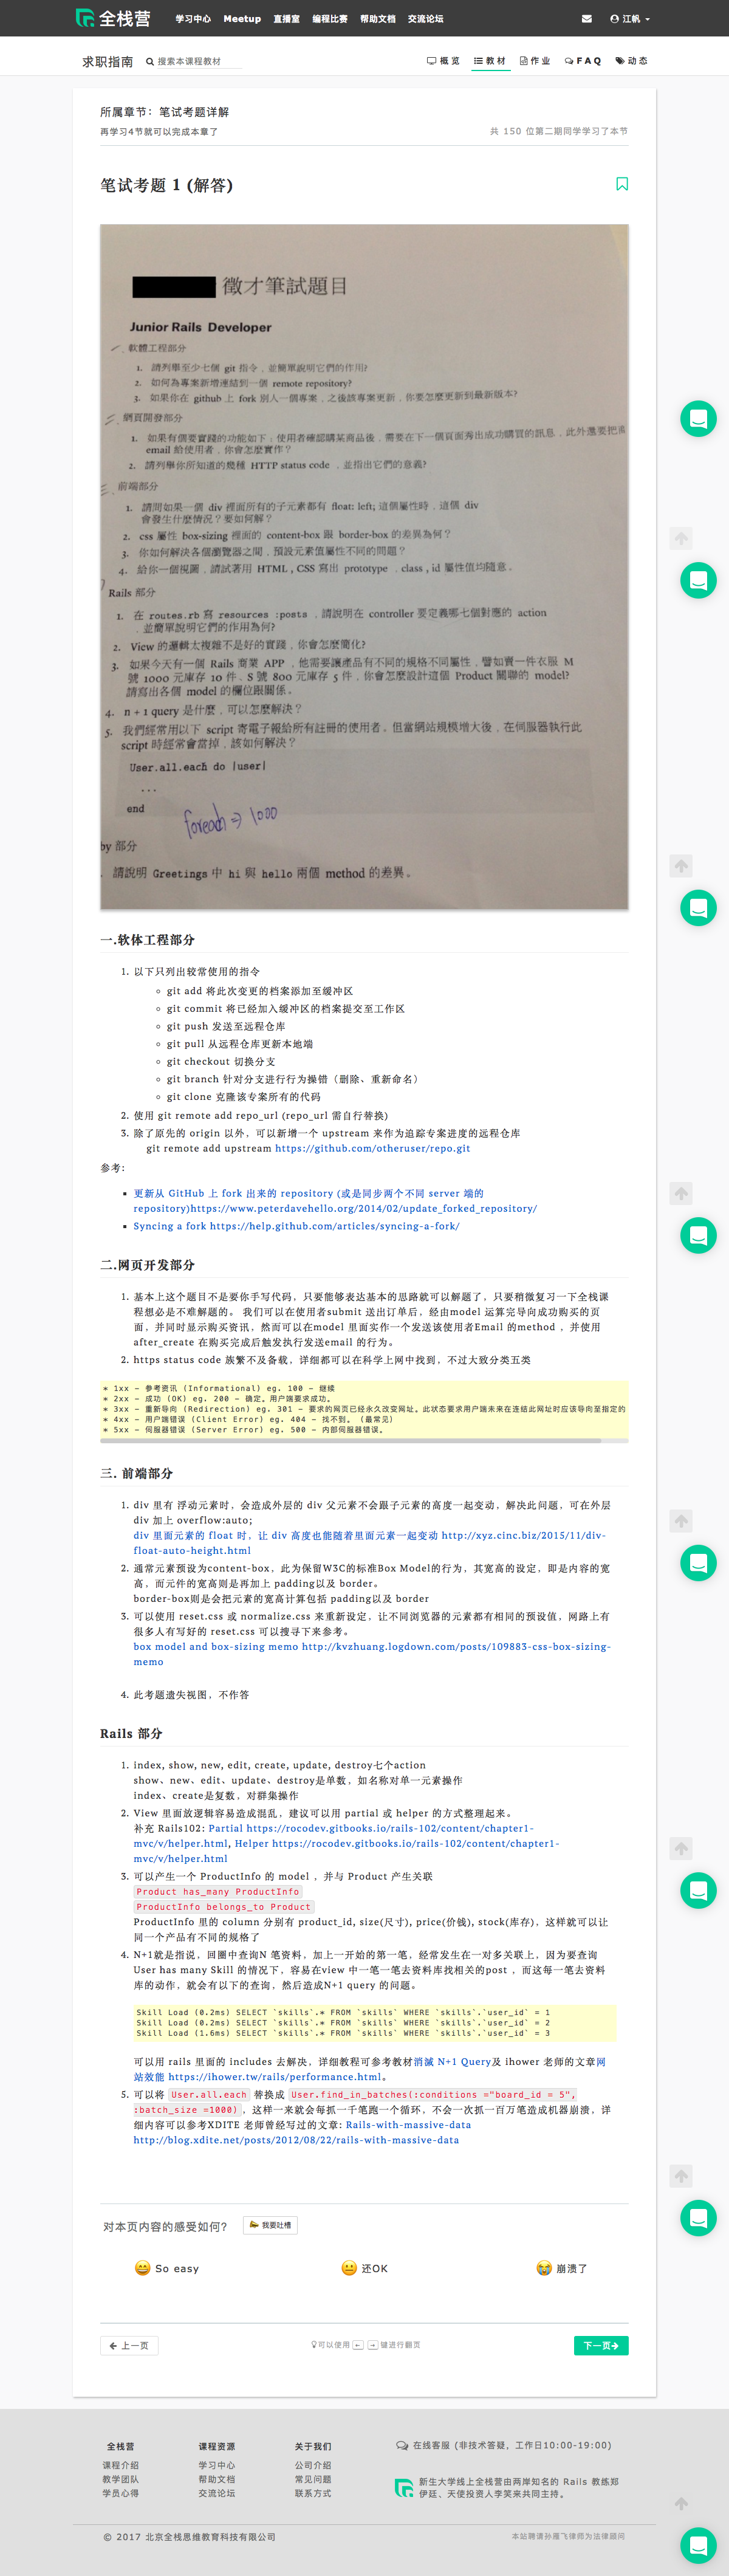 全栈营
学习中心 Meetup 直播室 编程比赛 帮助文档 交流论坛
江帆
求职指南 搜索本课程教材
概览 教材 作业 FAQ 动态
所属章节：笔试考题详解
再学习4节就可以完成本章了
共 150 位第二期同学学习了本节
笔试考题 1 (解答)
徵才筆試題目
Junior Rails Developer
一、軟體工程部分
1. 請列舉至少七個 git 指令，並簡單說明它們的作用?
2. 如何為專案新增連結到一個 remote repository?
3. 如果你在 github 上 fork 別人一個專案，之後該專案更新，你要怎麼更新到最新版本?
二、網頁開發部分
1. 如果有個要實踐的功能如下：使用者確認購某商品後，需要在下一個頁面秀出成功購買的訊息，此外還要把
email 給使用者，你會怎麼實作?
2. 請列舉你所知道的幾種 HTTP status code，並指出它們的意義?
三、前端部分
1. 請問如果一個 div 裡面所有的子元素都有 float: left; 這個屬性時，這個 div
會發生什麼情況？要如何解?
2. css 屬性 box-sizing 裡面的 content-box 跟 border-box 的差異為何?
3. 你如何解決各個瀏覽器之間，預設元素值屬性不同的問題?
4. 給你一個視圖，請試著用 HTML , CSS 寫出 prototype . class , id 屬性值均隨意。
Rails 部分
1. 在 routes.rb 寫 resources :posta，請說明在 controller 要定義哪七個對應的 action
，並簡單說明它們的作用為何?
2. View 的邏輯太複雜不是好的實踐，你會怎麼簡化?
3. 如果今天有一個 Rails 商業 APP，他需要讓產品有不同的規格不同屬性，譬如賣一件衣服 M
號 1000 元庫存 10 件、S 號 800 元庫存 5 件，你會怎麼設計這個 Product 關聯的 model?
請寫出各個 model 的欄位跟關係。
4. n + 1 query 是什麼，可以怎麼解決?
5. 我們經常用以下 script 寄電子報給所有註冊的使用者。但當網站規模增大後，在伺服器執行此
script 時經常會當掉，該如何解決？
User.all.each do |user|
...
end
foreach => 1000
by 部分
請說明 Greetings 中 hi 與 hello 兩個 method 的差異。
一.软体工程部分
1. 以下只列出较常使用的指令
git add 将此次变更的档案添加至缓冲区
git commit 将已经加入缓冲区的档案提交至工作区
git push 发送至远程仓库
git pull 从远程仓库更新本地端
git checkout 切换分支
git branch 针对分支进行行为操错（删除、重新命名）
git clone 克隆该专案所有的代码
2. 使用 git remote add repo_url (repo_url 需自行替换)
3. 除了原先的 origin 以外，可以新增一个 upstream 来作为追踪专案进度的远程仓库
git remote add upstream https://github.com/otheruser/repo.git
参考:
更新从 GitHub 上 fork 出来的 repository (或是同步两个不同 server 端的
repository)https://www.peterdavehello.org/2014/02/update_forked_repository/
Syncing a fork https://help.github.com/articles/syncing-a-fork/
二.网页开发部分
1. 基本上这个题目不是要你手写代码，只要能够表达基本的思路就可以解题了，只要稍微复习一下全栈课
程想必是不难解题的。 我们可以在使用者submit 送出订单后，经由model 运算完导向成功购买的页
面，并同时显示购买资讯，然而可以在model 里面实作一个发送该使用者Email 的method ，并使用
after_create 在购买完成后触发执行发送email 的行为。
2. https status code 族繁不及备载，详细都可以在科学上网中找到，不过大致分类五类
* 1xx - 参考资讯 (Informational) eg. 100 - 继续
* 2xx - 成功 (OK) eg. 200 - 确定。用户端要求成功。
* 3xx - 重新导向 (Redirection) eg. 301 - 要求的网页已经永久改变网址。此状态要求用户端未来在连结此网址时应该导向至指定的
* 4xx - 用户端错误 (Client Error) eg. 404 - 找不到。 (最常见)
* 5xx - 伺服器错误 (Server Error) eg. 500 - 内部伺服器错误。
三. 前端部分
1. div 里有 浮动元素时，会造成外层的 div 父元素不会跟子元素的高度一起变动，解决此问题，可在外层
div 加上 overflow:auto;
div 里面元素的 float 时，让 div 高度也能随着里面元素一起变动 http://xyz.cinc.biz/2015/11/div-
float-auto-height.html
2. 通常元素预设为content-box，此为保留W3C的标准Box Model的行为，其宽高的设定，即是内容的宽
高，而元件的宽高则是再加上 padding以及 border。
border-box则是会把元素的宽高计算包括 padding以及 border
3. 可以使用 reset.css 或 normalize.css 来重新设定，让不同浏览器的元素都有相同的预设值，网路上有
很多人有写好的 reset.css 可以搜寻下来参考。
box model and box-sizing memo http://kvzhuang.logdown.com/posts/109883-css-box-sizing-
memo
4. 此考题遗失视图，不作答
Rails 部分
1. index, show, new, edit, create, update, destroy七个action
show、new、edit、update、destroy是单数，如名称对单一元素操作
index、create是复数，对群集操作
2. View 里面放逻辑容易造成混乱，建议可以用 partial 或 helper 的方式整理起来。
补充 Rails102: Partial https://rocodev.gitbooks.io/rails-102/content/chapter1-
mvc/v/helper.html, Helper https://rocodev.gitbooks.io/rails-102/content/chapter1-
mvc/v/helper.html
3. 可以产生一个 ProductInfo 的 model ，并与 Product 产生关联
Product has_many ProductInfo
ProductInfo belongs_to Product
ProductInfo 里的 column 分别有 product_id, size(尺寸), price(价钱), stock(库存)，这样就可以让
同一个产品有不同的规格了
4. N+1就是指说，回圈中查询N 笔资料，加上一开始的第一笔，经常发生在一对多关联上，因为要查询
User has many Skill 的情况下，容易在view 中一笔一笔去资料库找相关的post ，而这每一笔去资料
库的动作，就会有以下的查询，然后造成N+1 query 的问题。
Skill Load (0.2ms) SELECT `skills`.* FROM `skills` WHERE `skills`.`user_id` = 1
Skill Load (0.2ms) SELECT `skills`.* FROM `skills` WHERE `skills`.`user_id` = 2
Skill Load (1.6ms) SELECT `skills`.* FROM `skills` WHERE `skills`.`user_id` = 3
可以用 rails 里面的 includes 去解决，详细教程可参考教材消滅 N+1 Query及 ihower 老师的文章网
站效能 https://ihower.tw/rails/performance.html。
5. 可以将 User.all.each 替换成 User.find_in_batches(:conditions ="board_id = 5",
:batch_size =1000)，这样一来就会每抓一千笔跑一个循环，不会一次抓一百万笔造成机器崩溃，详
细内容可以参考XDITE 老师曾经写过的文章: Rails-with-massive-data
http://blog.xdite.net/posts/2012/08/22/rails-with-massive-data
对本页内容的感受如何？ 我要吐槽
So easy 还OK 崩溃了
上一页 可以使用 ← → 键进行翻页 下一页
全栈营 课程资源 关于我们
课程介绍 学习中心 公司介绍
教学团队 帮助文档 常见问题
学员心得 交流论坛 联系方式
在线客服 (非技术答疑，工作日10:00-19:00)
新生大学线上全栈营由两岸知名的 Rails 教练郑
伊廷、天使投资人李笑来共同主持。
© 2017 北京全栈思维教育科技有限公司
本站聘请孙雁飞律师为法律顾问